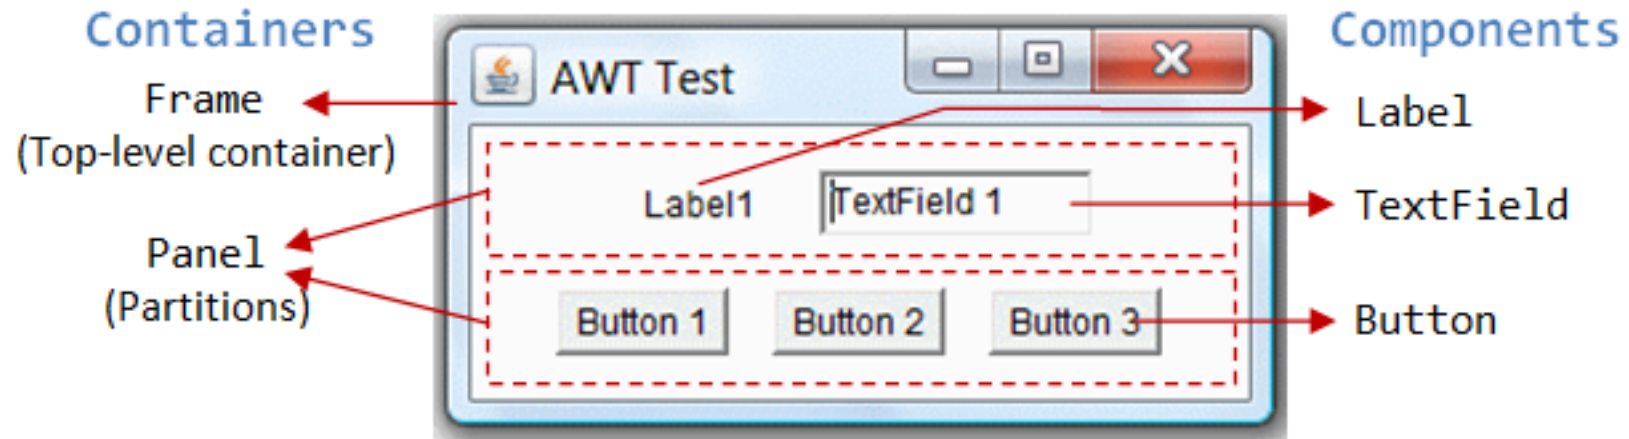 Containers
Components
AWT Test
Frame
(Top-level container)
Label
Label1
TextField 1
TextField
Panel
(Partitions)
Button 1
Button 2
Button 3
Button